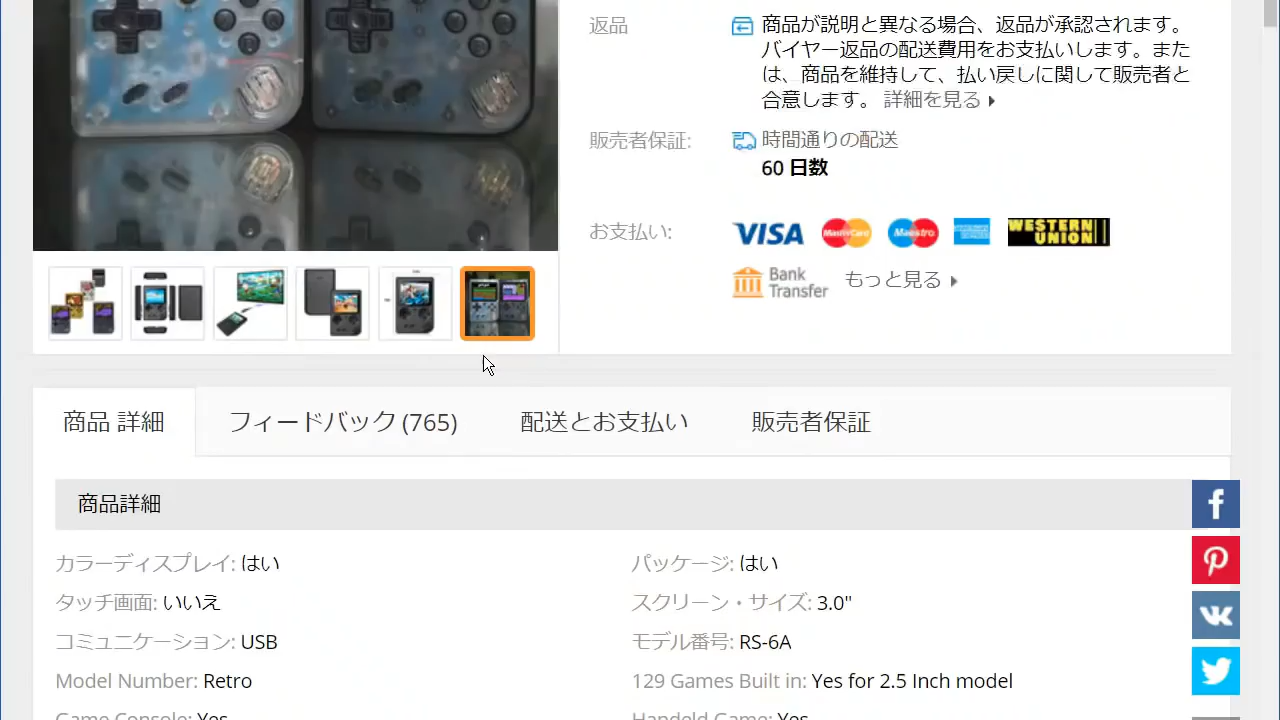 返品
商品が説明と異なる場合、返品が承認されます。
バイヤー返品の配送費用をお支払いします。また
は、商品を維持して、払い戻しに関して販売者と
合意します。 詳細を見る
販売者保証:
時間通りの配送
60 日数
お支払い:
VISA MasterCard Maestro WESTERN UNION
Bank Transfer
もっと見る
商品 詳細 フィードバック (765) 配送とお支払い 販売者保証
商品詳細
カラーディスプレイ: はい
パッケージ: はい
タッチ画面: いいえ
スクリーン・サイズ: 3.0"
コミュニケーション: USB
モデル番号: RS-6A
Model Number: Retro
129 Games Built in: Yes for 2.5 Inch model
Game Console: Yes
Handeld Game: Yes